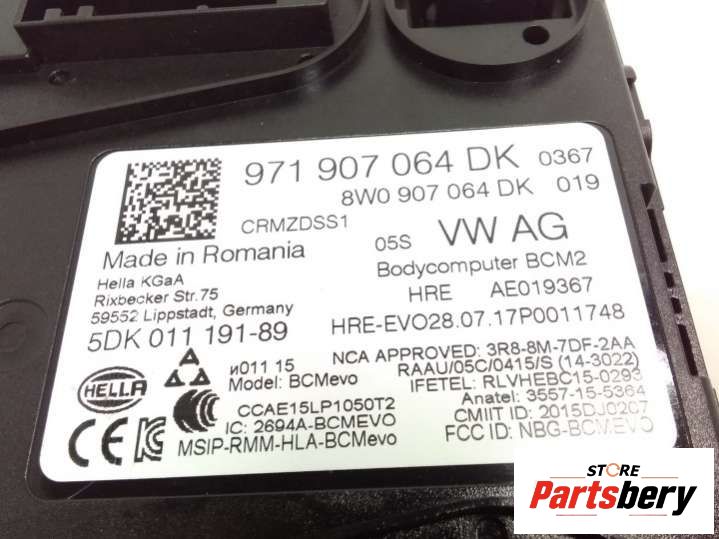 971 907 064 DK 0367
8W0 907 064 DK 019
CRMZDSS1
05S VW AG
Made in Romania
Bodycomputer BCM2
Hella KGaA
Rixbecker Str.75
59552 Lippstadt, Germany
HRE AE019367
5DK 011 191-89
HRE-EVO28.07.17P0011748
HELLA
и011 15
Model: BCMevo
NCA APPROVED: 3R8-8M-7DF-2AA
RAAU/05C/0415/S (14-3022)
IFETEL: RLVHEBC15-0293
Anatel: 3557-15-5364
CCAE15LP1050T2
IC: 2694A-BCMEVO
MSIP-RMM-HLA-BCMevo
CMIIT ID: 2015DJ0207
FCC ID: NBG-BCMEVO
CE
STORE
Partsbery